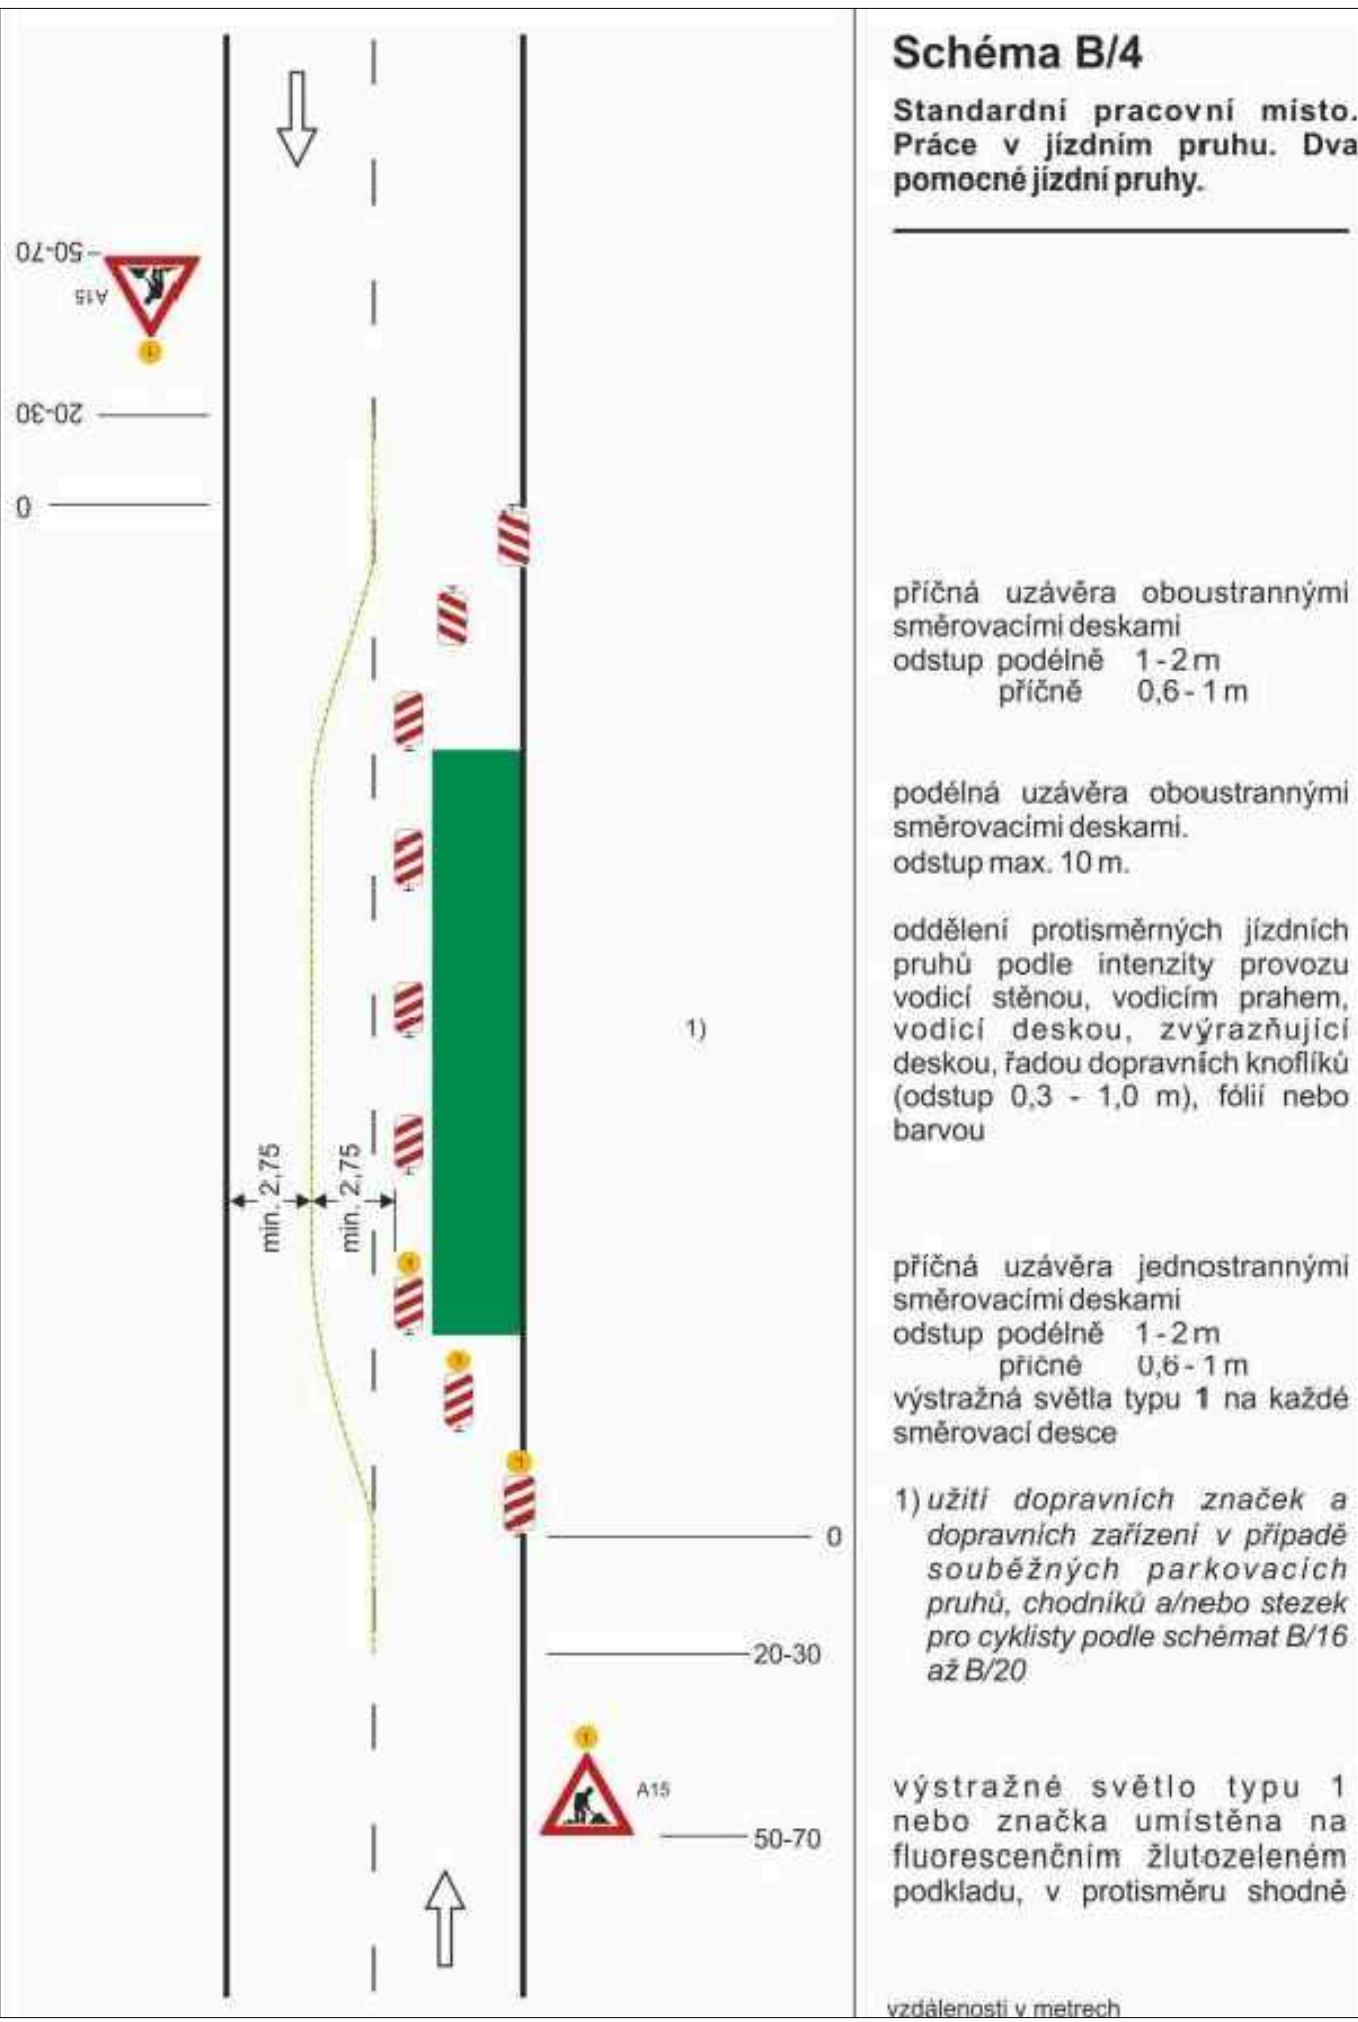 Schéma B/4
Standardní pracovní místo.
Práce v jízdním pruhu. Dva
pomocné jízdní pruhy.
50-70
A15
1
20-30
0
příčná uzávěra oboustrannými
směrovacími deskami
odstup podélně 1 - 2 m
příčně 0,6 - 1 m
podélná uzávěra oboustrannými
směrovacími deskami.
odstup max. 10 m.
oddělení protisměrných jízdních
pruhů podle intenzity provozu
vodicí stěnou, vodicím prahem,
vodicí deskou, zvýrazňující
deskou, řadou dopravních knoflíků
(odstup 0,3 - 1,0 m), fólií nebo
barvou
1)
min. 2,75
min. 2,75
1
1
1
příčná uzávěra jednostrannými
směrovacími deskami
odstup podélně 1 - 2 m
příčně 0,6 - 1 m
výstražná světla typu 1 na každé
směrovací desce
1) užití dopravních značek a
dopravních zařízení v případě
souběžných parkovacích
pruhů, chodníků a/nebo stezek
pro cyklisty podle schémat B/16
až B/20
0
20-30
1
A15
50-70
výstražné světlo typu 1
nebo značka umístěna na
fluorescenčním žlutozeleném
podkladu, v protisměru shodně
vzdálenosti v metrech